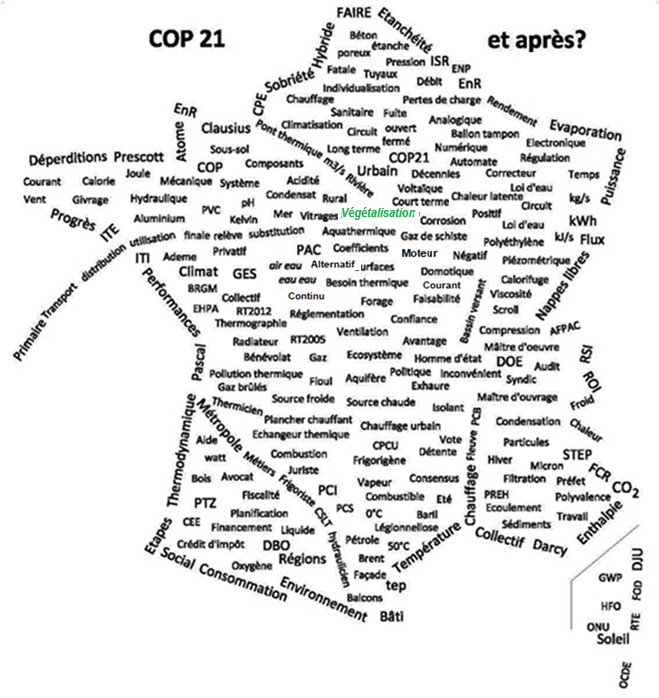 FAIRE Etanchéité
COP 21 et après?
Béton
Hybride poreux étanche
Pression ISR ENP
Fatale Tuyaux Débit EnR
CPE Sobriété Individualisation
Chauffage Pertes de charge Rendement
EnR Sanitaire Fuite Analogique
Atome Clausius Pont thermique m3/s Rivière Climatisation Circuit ouvert Ballon tampon Evaporation
fermé
Sous-sol Long terme Numérique Electronique
Déperditions Prescott COP Composants COP21 Automate Régulation Puissance
Joule Urbain Décennies Correcteur Temps
Courant Calorie Mécanique Système Acidité Voltaïque Loi d'eau
Vent Givrage Hydraulique pH Condensat Rural Court terme Chaleur latente Circuit kg/s
Progrès ITE Aluminium PVC Kelvin Mer Vitrages Végétalisation Corrosion Positif Loi d'eau kWh
Primaire Transport distribution utilisation finale relève substitution Aquathermique Gaz de schiste Polyéthylène kJ/s Flux
ITI Ademe Privatif PAC Coefficients Moteur Négatif Piézométrique Nappes libres
Performances Climat GES air eau Alternatif_urfaces Domotique
BRGM eau eau Besoin thermique Courant Calorifuge
Collectif Continu Forage Faisabilité Bassin versant Viscosité
EHPA RT2012 Réglementation Scroll
Thermographie Confiance
Ventilation Compression AFPAC
Radiateur RT2005 Avantage Mâitre d'oeuvre RSI
Pascal Bénévolat Gaz Ecosystème Homme d'état DOE Audit
Pollution thermique Politique Inconvénient Syndic ROI
Gaz brûlés Fioul Aquifère Exhaure
Thermicien Source froide Source chaude Maître d'ouvrage Froid
Isolant
Thermodynamique Métropole Plancher chauffant Chauffage urbain Chauffage Fleuve PCB Condensation Chaleur
Aide Echangeur themique CPCU Vote Particules
watt Métiers Frigoriste CSLT hydraulicien Combustion Frigorigène Détente Hiver STEP
Juriste Micron FCR
Bois Avocat PCI Vapeur Consensus Filtration Préfet CO2
PTZ Fiscalité Combustible Eté PREH Polyvalence
Planification PCS 0°C Baril Ecoulement Travail Enthalpie
CEE Financement Liquide Légionnellose Sédiments
Etapes Crédit d'impôt DBO Pétrole 50°C Température Collectif Darcy
Social Consommation Oxygène Régions Brent
Façade
Environnement tep
Balcons
Bâti
DJU
GWP FOD
HFO RTE
ONU
Soleil
OCDE